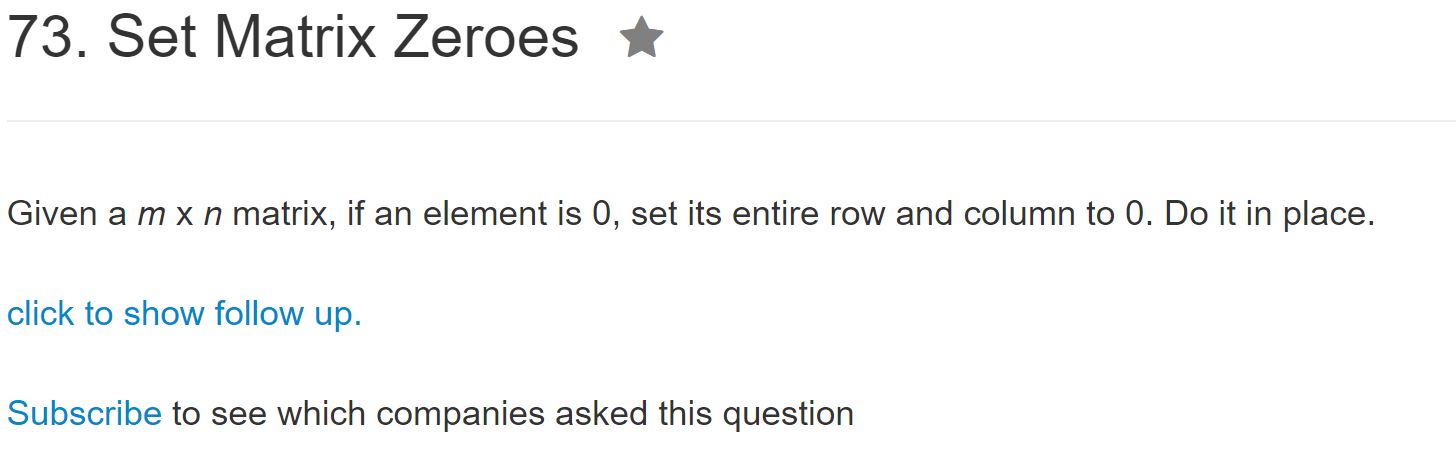 73. Set Matrix Zeroes
Given a m x n matrix, if an element is 0, set its entire row and column to 0. Do it in place.
click to show follow up.
Subscribe to see which companies asked this question